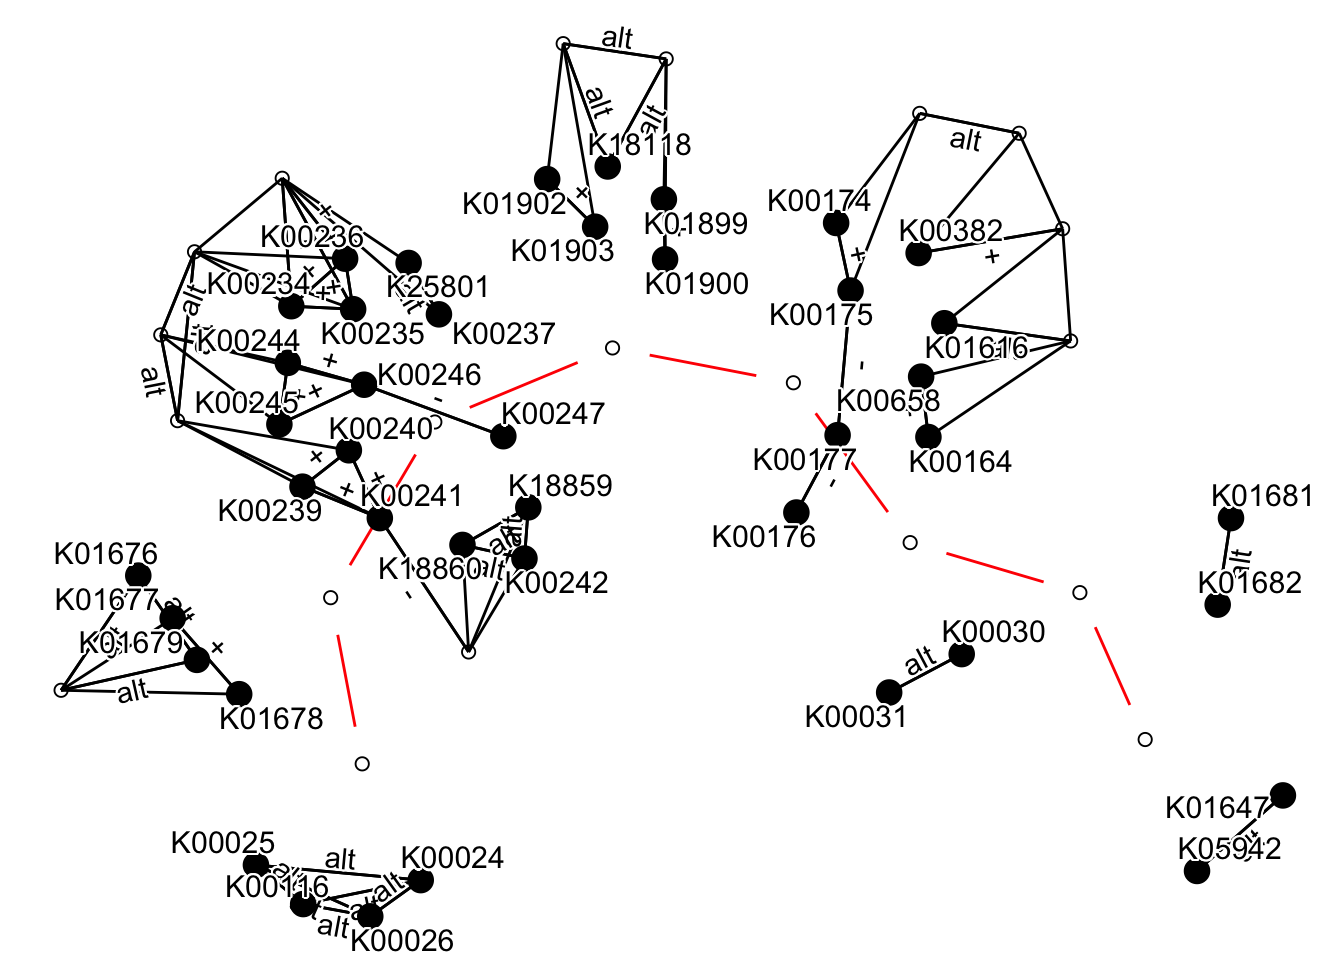 alt
alt
alt
K18118
K01902
+
K01899
K01903
K01900
alt
K00174
K00382
+
+
K00175
K01616
-
K00658
K00177
K00164
-
K00176
+
K00236
K00234
+
+
K25801
K00235
K00237
alt
K00244
+
K00246
alt
+
K00245
-
K00247
K00240
+
+
+
K00241
K00239
K18859
alt
K18860
alt
K00242
-
K01676
K01677
K01679
+
alt
K01678
K01681
alt
K01682
K00030
alt
K00031
K01647
K05942
K00025
alt
K00024
K00116
alt
alt
K00026